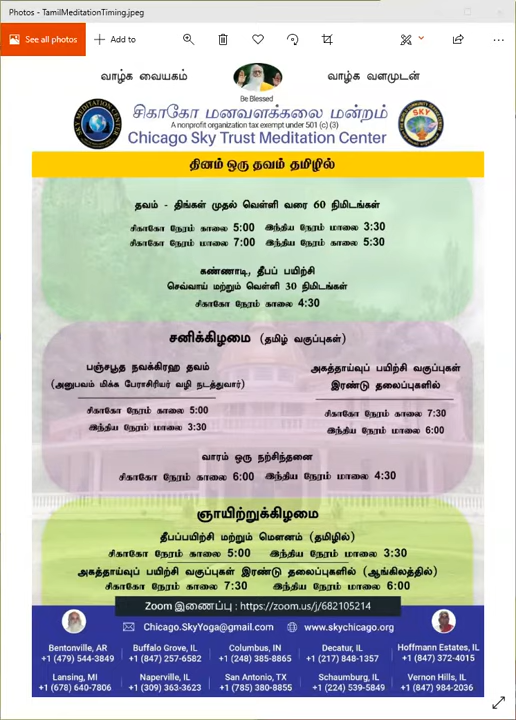 Photos - TamilMeditationTiming.jpeg
See all photos
Add to
வாழ்க வையகம்
வாழ்க வளமுடன்
Be Blessed
சிகாகோ மனவளக்கலை மன்றம்
A nonprofit organization tax exempt under 501 (c) (3)
Chicago Sky Trust Meditation Center
தினம் ஒரு தவம் தமிழில்
தவம் - திங்கள் முதல் வெள்ளி வரை 60 நிமிடங்கள்
சிகாகோ நேரம் காலை 5:00 இந்திய நேரம் மாலை 3:30
சிகாகோ நேரம் மாலை 7:00 இந்திய நேரம் காலை 5:30
கண்ணாடி, தீபப் பயிற்சி
செவ்வாய் மற்றும் வெள்ளி 30 நிமிடங்கள்
சிகாகோ நேரம் காலை 4:30
சனிக்கிழமை (தமிழ் வகுப்புகள்)
பஞ்சபூத நவக்கிரஹ தவம்
(அனுபவம் மிக்க பேராசிரியர் வழி நடத்துவார்)
சிகாகோ நேரம் காலை 5:00
இந்திய நேரம் மாலை 3:30
அகத்தாய்வுப் பயிற்சி வகுப்புகள்
இரண்டு தலைப்புகளில்
சிகாகோ நேரம் காலை 7:30
இந்திய நேரம் மாலை 6:00
வாரம் ஒரு நற்சிந்தனை
சிகாகோ நேரம் காலை 6:00 இந்திய நேரம் மாலை 4:30
ஞாயிற்றுக்கிழமை
தீபப்பயிற்சி மற்றும் மௌனம் (தமிழில்)
சிகாகோ நேரம் காலை 5:00 இந்திய நேரம் மாலை 3:30
அகத்தாய்வுப் பயிற்சி வகுப்புகள் இரண்டு தலைப்புகளில் (ஆங்கிலத்தில்)
சிகாகோ நேரம் காலை 7:30 இந்திய நேரம் மாலை 6:00
Zoom இணைப்பு : https://zoom.us/j/682105214
Chicago.SkyYoga@gmail.com www.skychicago.org
Bentonville, AR
+1 (479) 544-3849
Buffalo Grove, IL
+1 (847) 257-6582
Columbus, IN
+1 (248) 385-8865
Decatur, IL
+1 (217) 848-1357
Hoffmann Estates, IL
+1 (847) 372-4015
Lansing, MI
+1 (678) 640-7806
Naperville, IL
+1 (309) 363-3623
San Antonio, TX
+1 (785) 380-8855
Schaumburg, IL
+1 (224) 539-5849
Vernon Hills, IL
+1 (847) 984-2036